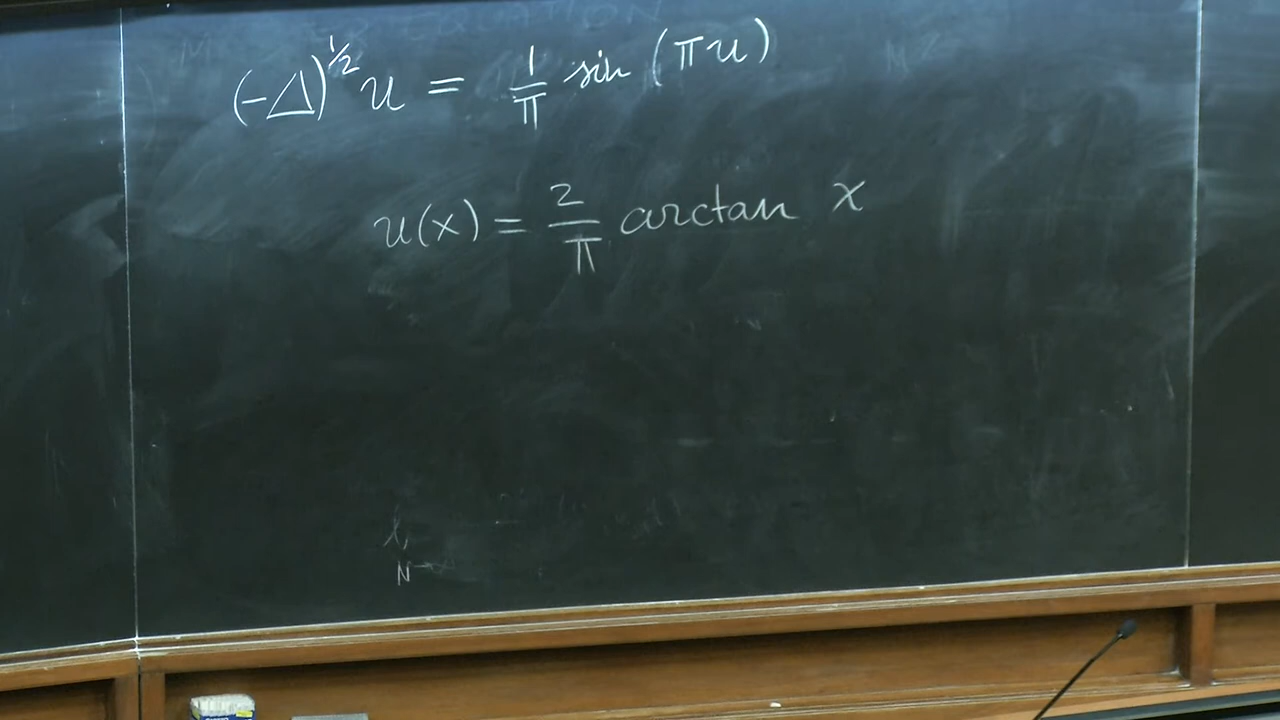 (-Δ)^½ u = 1/π sin (πu)
u(x) = 2/π arctan x
N